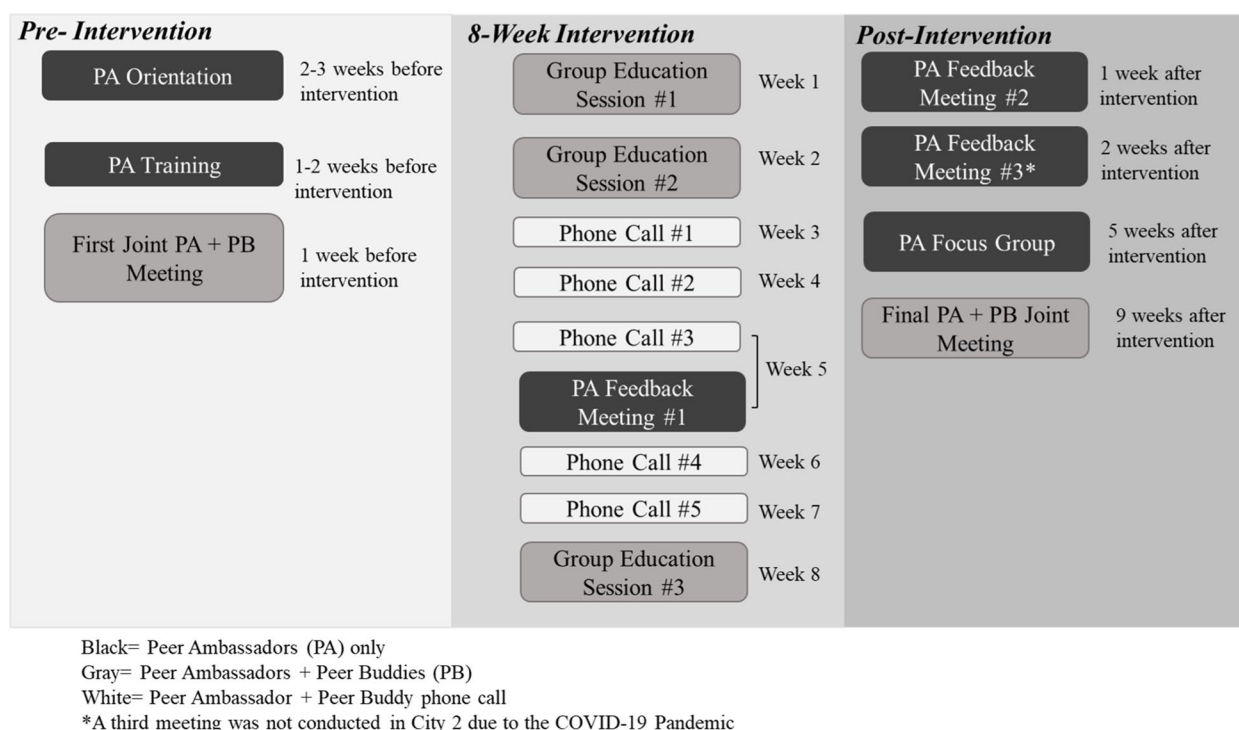 Pre- Intervention
PA Orientation
2-3 weeks before
intervention
PA Training
1-2 weeks before
intervention
First Joint PA + PB
Meeting
1 week before
intervention
8-Week Intervention
Group Education
Session #1
Week 1
Group Education
Session #2
Week 2
Phone Call #1
Week 3
Phone Call #2
Week 4
Phone Call #3
PA Feedback
Meeting #1
Week 5
Phone Call #4
Week 6
Phone Call #5
Week 7
Group Education
Session #3
Week 8
Post-Intervention
PA Feedback
Meeting #2
1 week after
intervention
PA Feedback
Meeting #3*
2 weeks after
intervention
PA Focus Group
5 weeks after
intervention
Final PA + PB Joint
Meeting
9 weeks after
intervention
Black= Peer Ambassadors (PA) only
Gray= Peer Ambassadors + Peer Buddies (PB)
White= Peer Ambassador + Peer Buddy phone call
*A third meeting was not conducted in City 2 due to the COVID-19 Pandemic